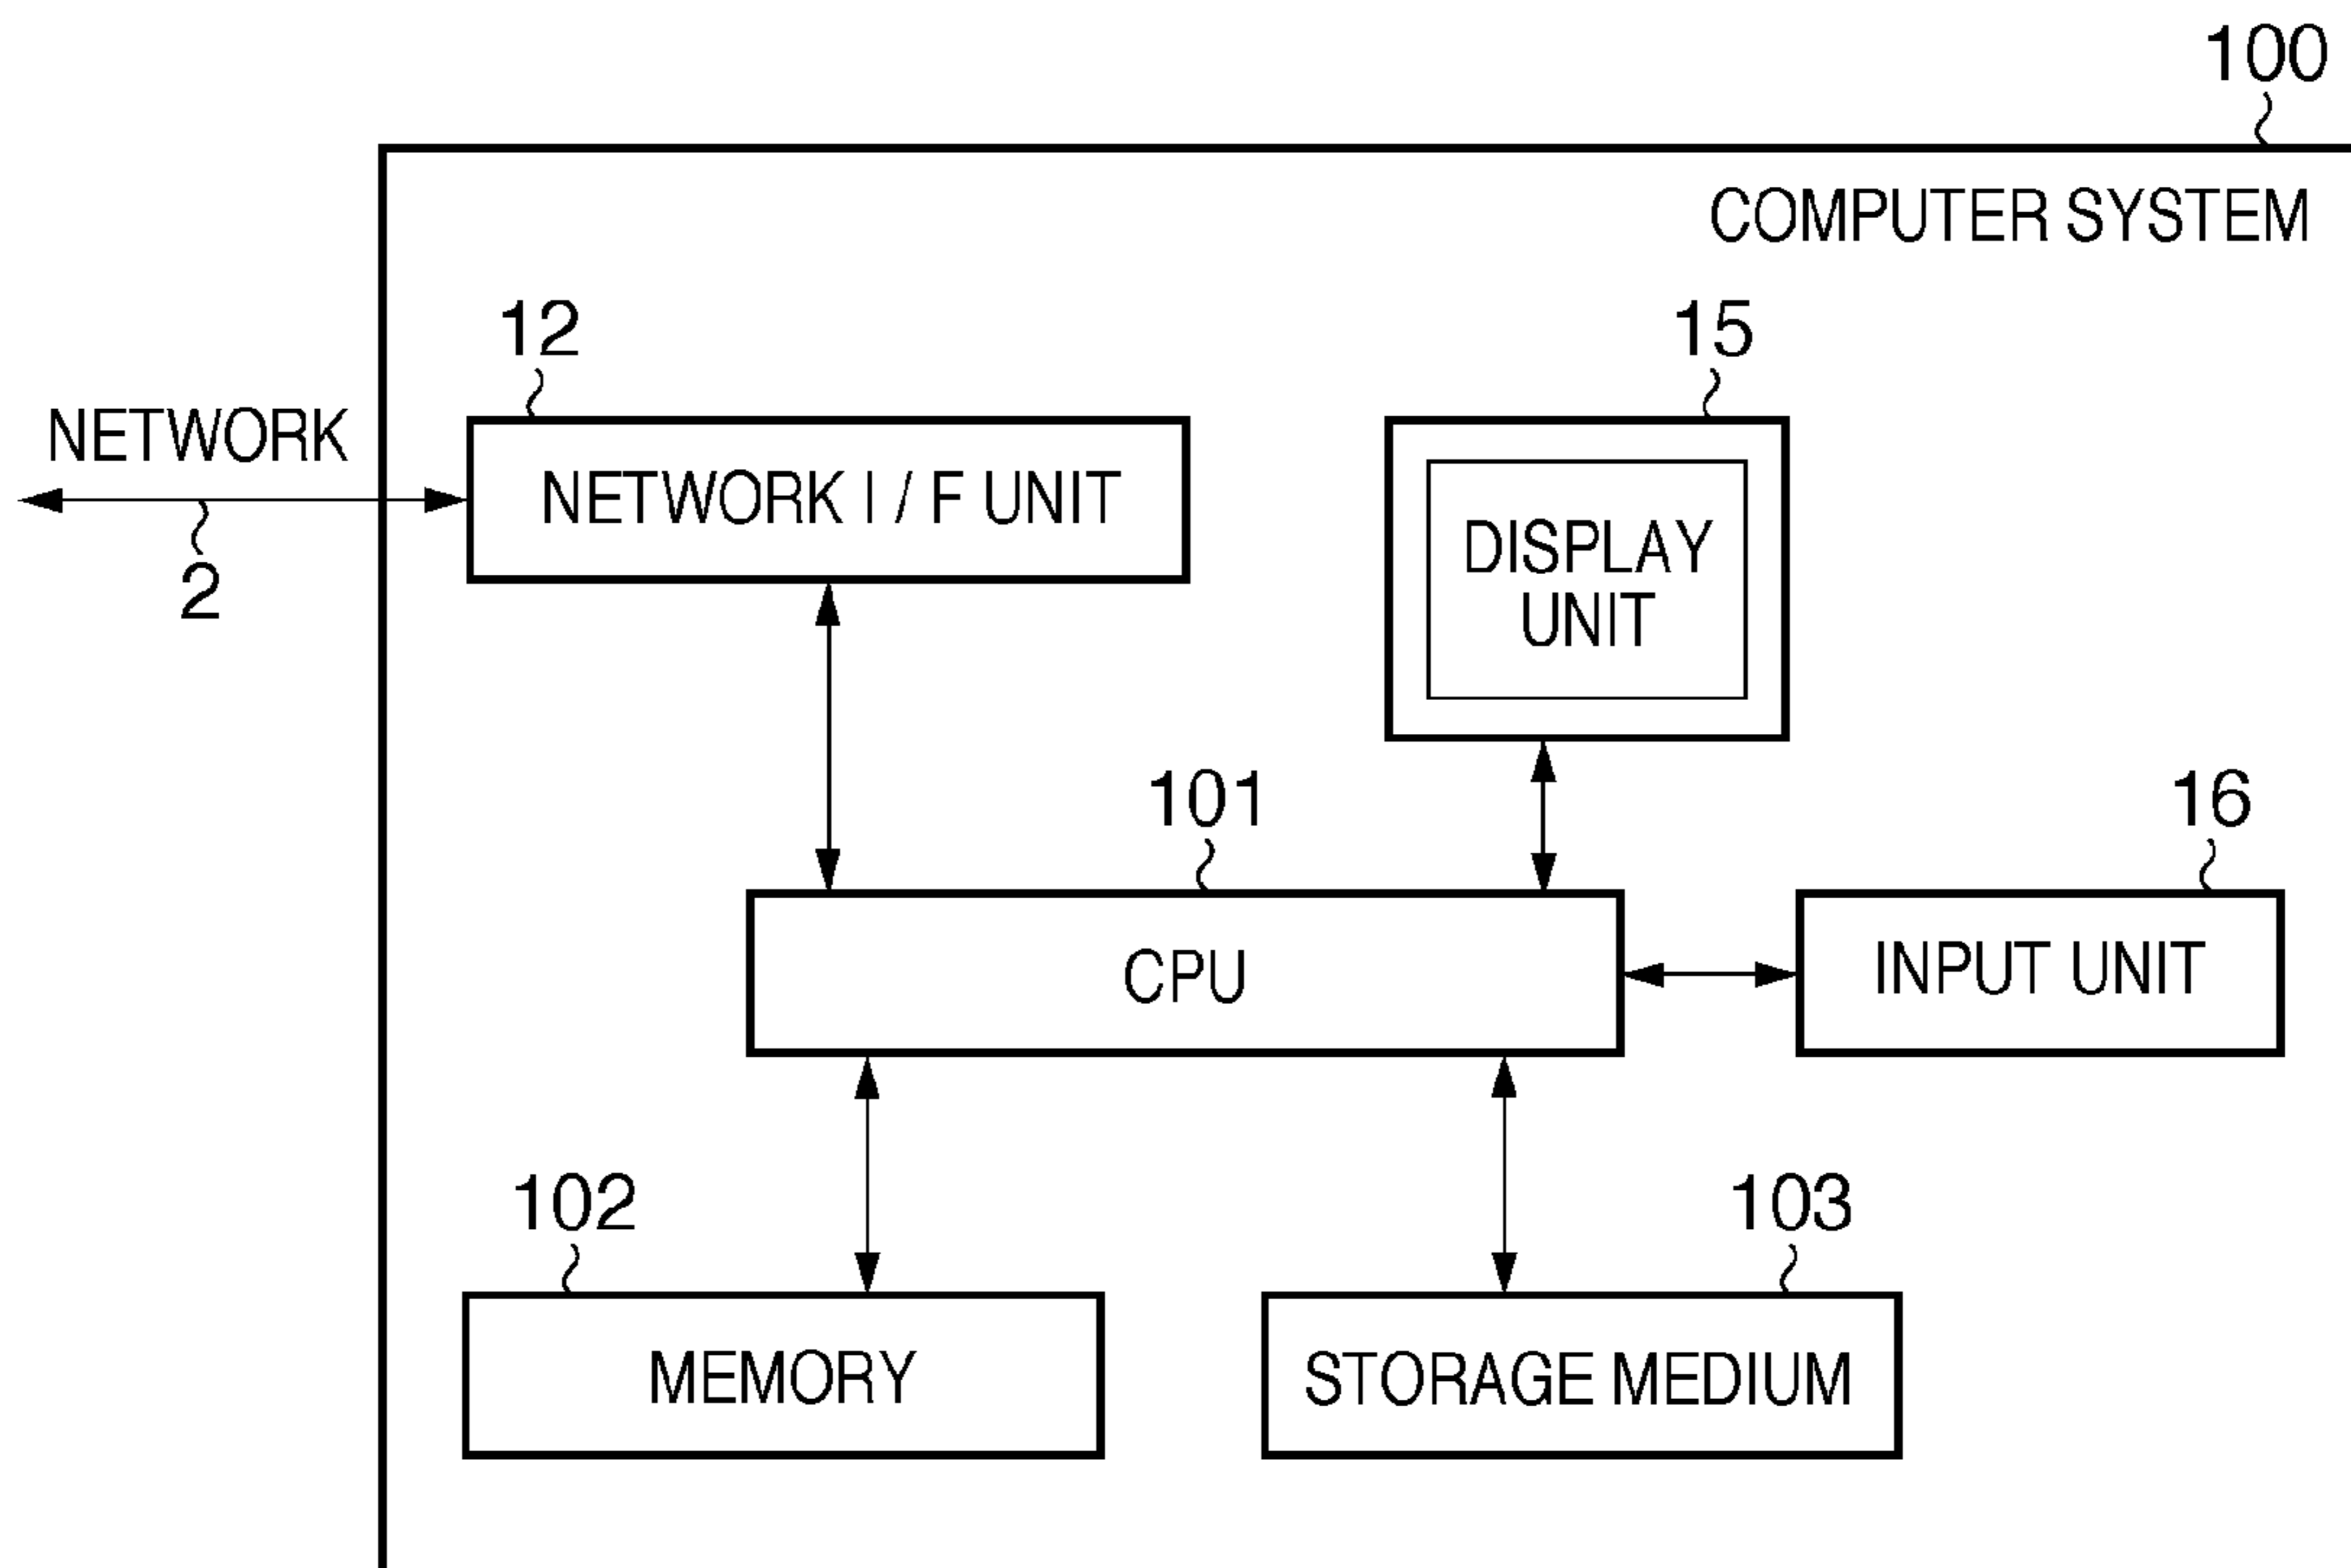 100
COMPUTER SYSTEM
12
15
NETWORK
NETWORK I / F UNIT
2
DISPLAY
UNIT
101
16
CPU
INPUT UNIT
102
103
MEMORY
STORAGE MEDIUM